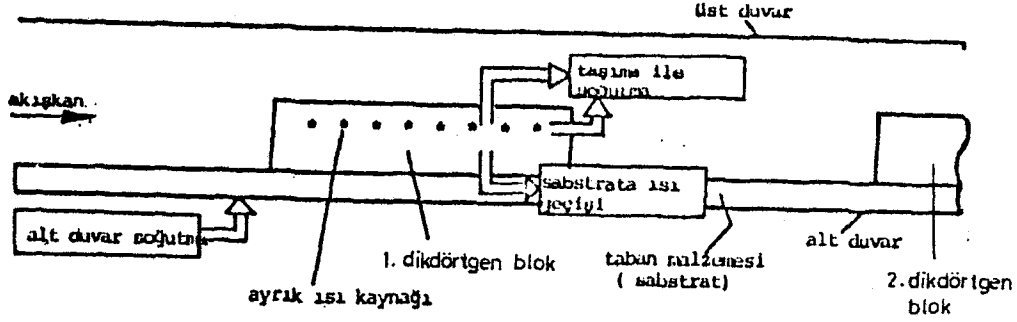 üst duvar
taşıma ile
soğutma
akışkan
sabstrata ısı
geçişi
alt duvar soğutma
1. dikdörtgen blok
taban malzemesi
( sabstrat)
alt duvar
2. dikdörtgen
blok
ayrık ısı kaynağı